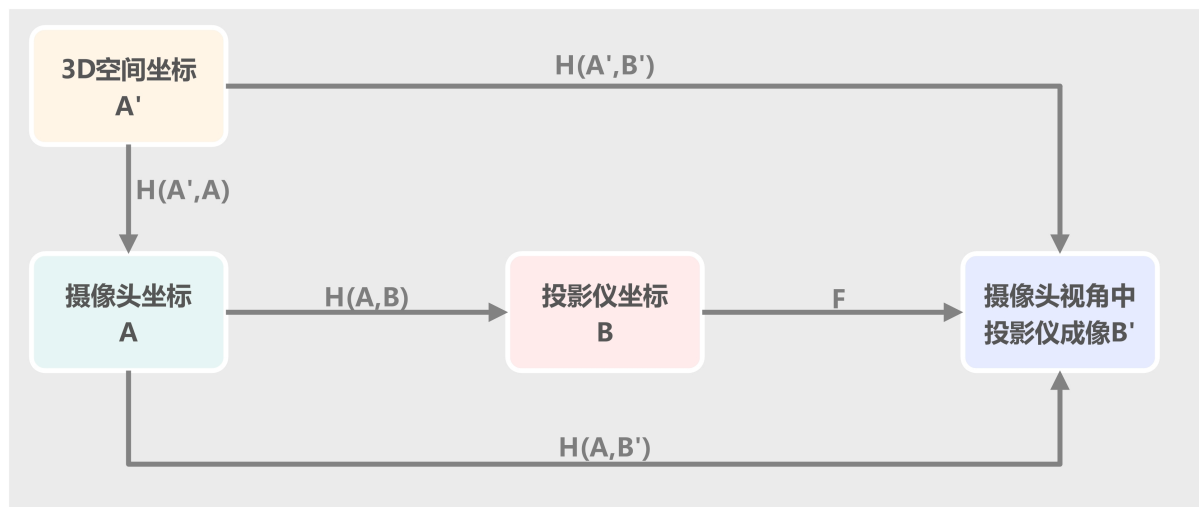 3D空间坐标
A'
H(A',B')
H(A',A)
摄像头坐标
A
H(A,B)
投影仪坐标
B
F
摄像头视角中
投影仪成像B'
H(A,B')